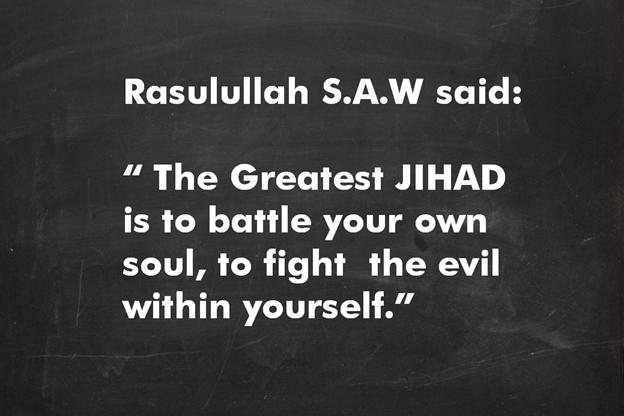 Rasulullah S.A.W said:
“ The Greatest JIHAD
is to battle your own
soul, to fight  the evil
within yourself.”